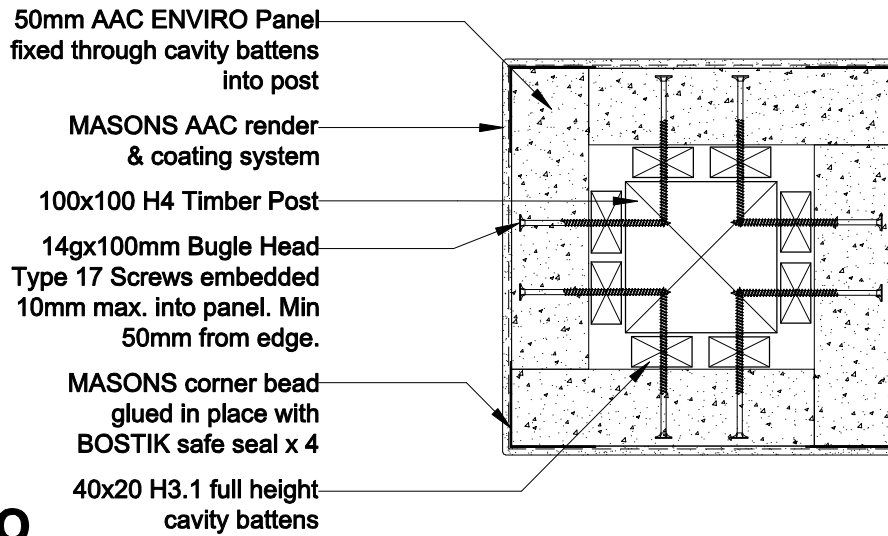 50mm AAC ENVIRO Panel
fixed through cavity battens
into post
MASONS AAC render
& coating system
100x100 H4 Timber Post
14gx100mm Bugle Head
Type 17 Screws embedded
10mm max. into panel. Min
50mm from edge.
MASONS corner bead
glued in place with
BOSTIK safe seal x 4
40x20 H3.1 full height
cavity battens